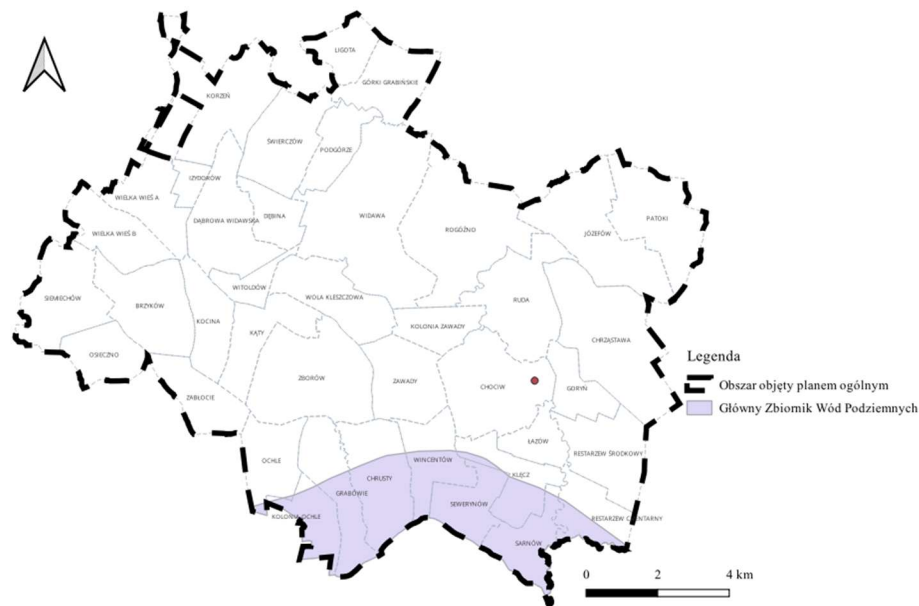 LIGOTA
GÓRKI GRABIŃSKIE
KORZEŃ
ŚWIERCZÓW
PODGÓRZE
IZYDORÓW
WIELKA WIEŚ A
DĄBROWA WIDAWSKA
DĘBINA
WIDAWA
ROGÓŹNO
WIELKA WIEŚ B
JÓZEFÓW
PATOKI
SIEMIECHÓW
BRZYKÓW
WITOLDÓW
WOLA KLESZCZOWA
RUDA
KOCINA
KĄTY
KOLONIA ZAWADY
CHRZĄSTAWA
OSIECZNO
ZBORÓW
ZAWADY
CHOCIW
GORYŃ
ZABŁOCIE
ŁAZÓW
RESTARZEW ŚRODKOWY
OCHLE
WINCENTÓW
KLĘCZ
CHRUSTY
GRABÓWIE
SEWERYNÓW
KOLONIA OCHLE
RESTARZEW CMENTARNY
SARNÓW
Legenda
Obszar objęty planem ogólnym
Główny Zbiornik Wód Podziemnych
0 2 4 km